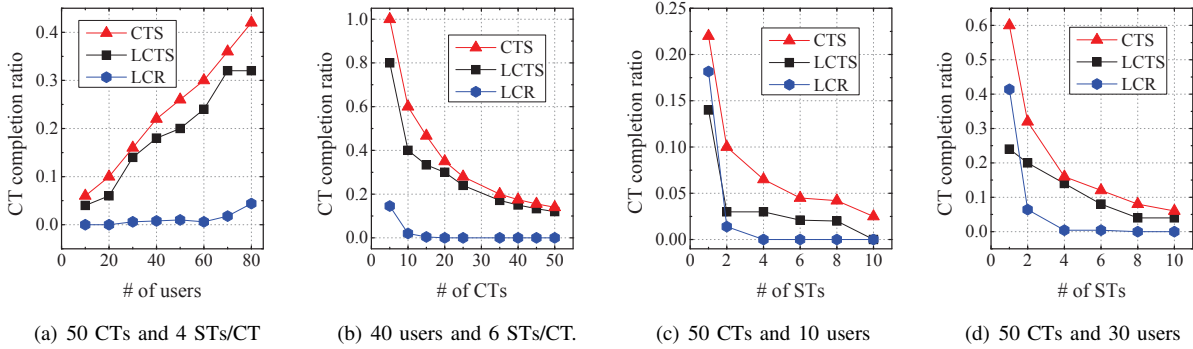 CT completion ratio
0.4
0.3
0.2
0.1
0.0
0 20 40 60 80
# of users
CTS
LCTS
LCR
(a) 50 CTs and 4 STs/CT
CT completion ratio
1.0
0.8
0.6
0.4
0.2
0.0
0 10 20 30 40 50
# of CTs
CTS
LCTS
LCR
(b) 40 users and 6 STs/CT.
CT completion ratio
0.25
0.20
0.15
0.10
0.05
0.00
0 2 4 6 8 10
# of STs
CTS
LCTS
LCR
(c) 50 CTs and 10 users
CT completion ratio
0.6
0.5
0.4
0.3
0.2
0.1
0.0
0 2 4 6 8 10
# of STs
CTS
LCTS
LCR
(d) 50 CTs and 30 users